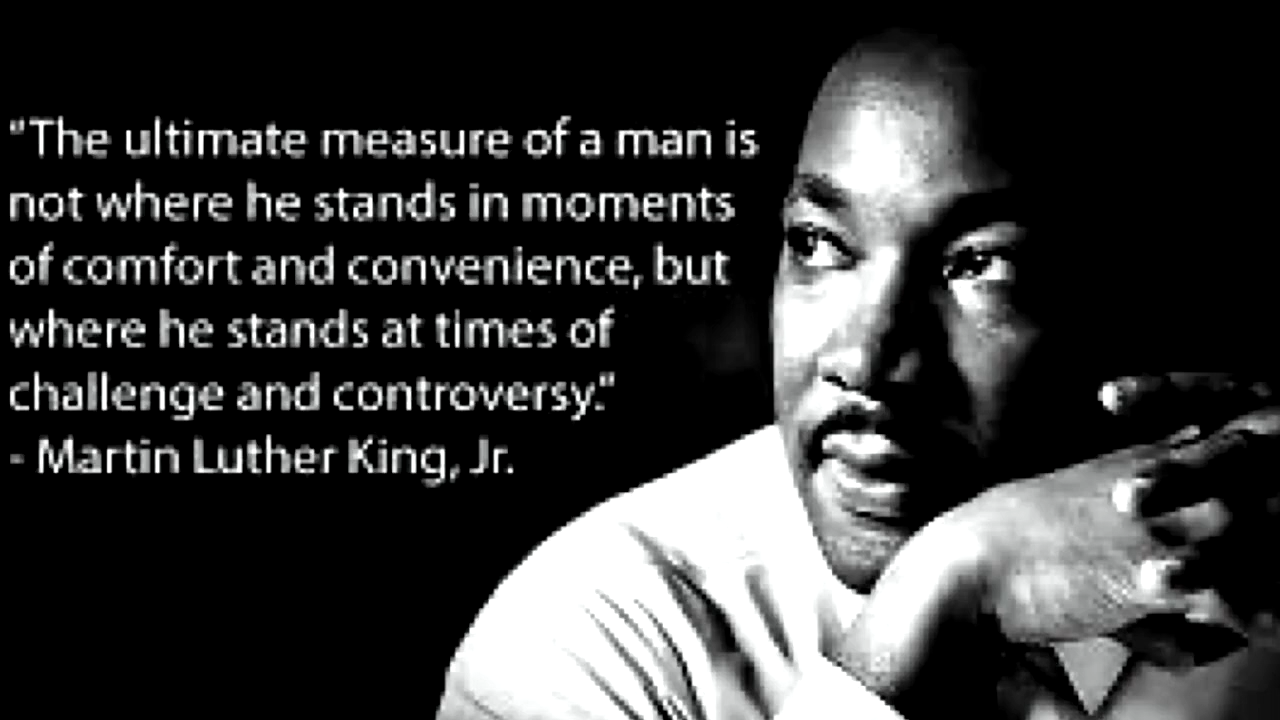 "The ultimate measure of a man is
not where he stands in moments
of comfort and convenience, but
where he stands at times of
challenge and controversy."
- Martin Luther King, Jr.